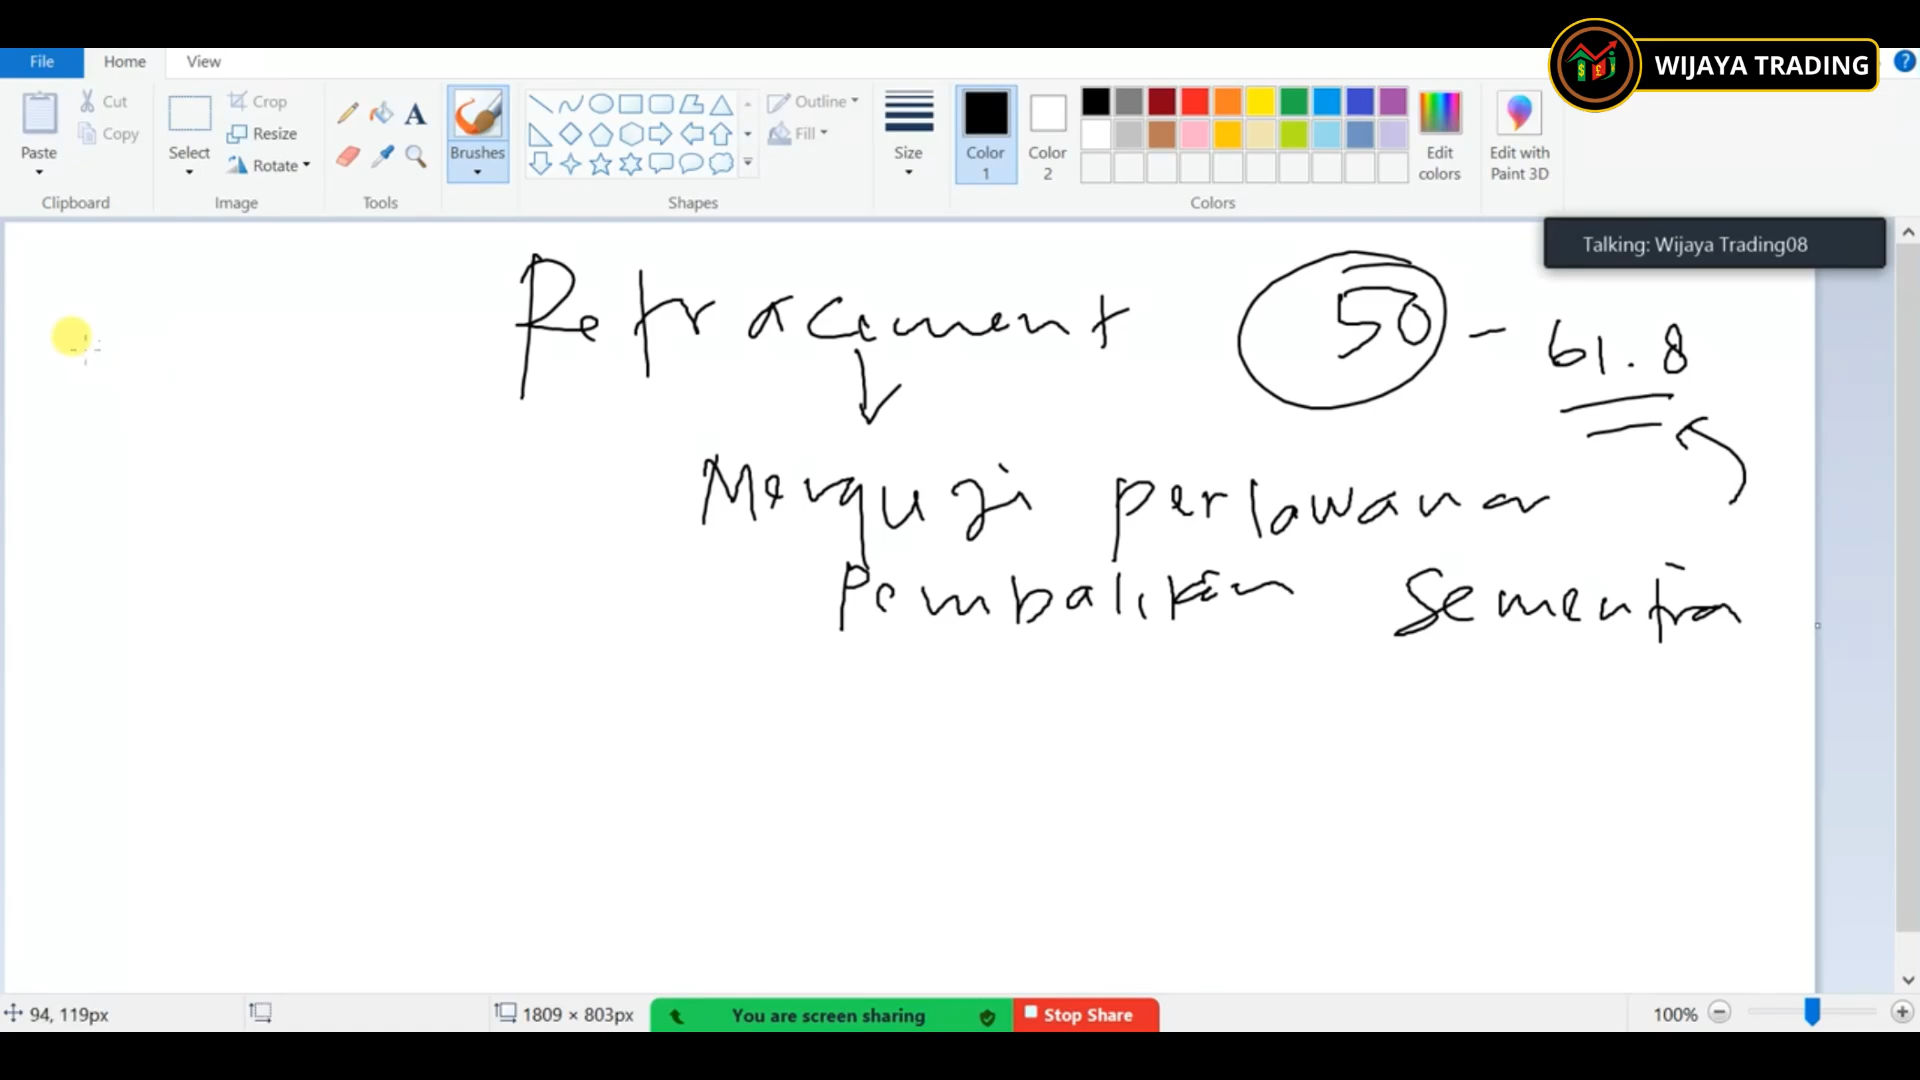 WIJAYA TRADING
File Home View
Cut
Copy
Paste
Clipboard
Select
Crop
Resize
Rotate
Image
Tools
Brushes
Outline
Fill
Shapes
Size
Color 1
Color 2
Edit colors
Edit with Paint 3D
Colors
Talking: Wijaya Trading08
Retracement 50 - 61.8
Menguji perlawanan
Pembalikan Sementra
94, 119px
1809 × 803px
You are screen sharing
Stop Share
100%